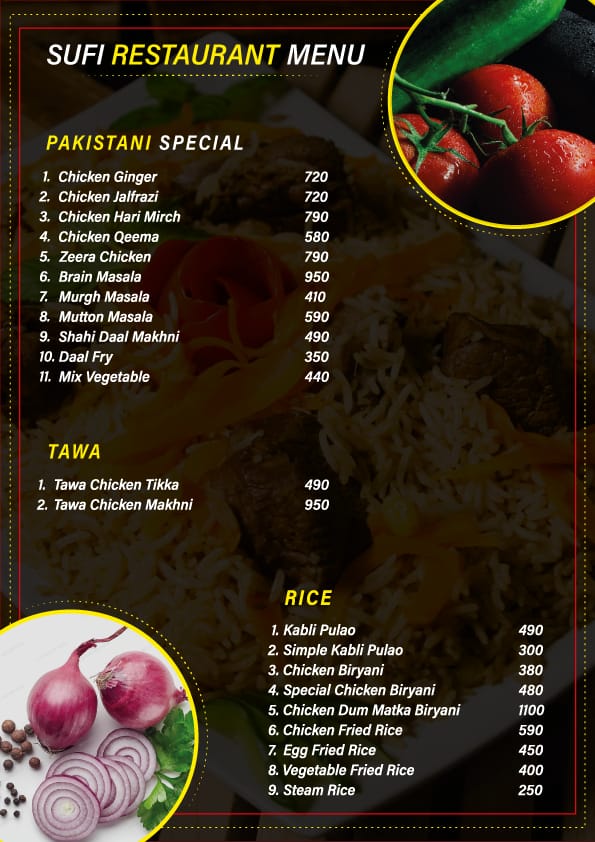 SUFI RESTAURANT MENU
PAKISTANI SPECIAL
1. Chicken Ginger 720
2. Chicken Jalfrazi 720
3. Chicken Hari Mirch 790
4. Chicken Qeema 580
5. Zeera Chicken 790
6. Brain Masala 950
7. Murgh Masala 410
8. Mutton Masala 590
9. Shahi Daal Makhni 490
10. Daal Fry 350
11. Mix Vegetable 440
TAWA
1. Tawa Chicken Tikka 490
2. Tawa Chicken Makhni 950
RICE
1. Kabli Pulao 490
2. Simple Kabli Pulao 300
3. Chicken Biryani 380
4. Special Chicken Biryani 480
5. Chicken Dum Matka Biryani 1100
6. Chicken Fried Rice 590
7. Egg Fried Rice 450
8. Vegetable Fried Rice 400
9. Steam Rice 250